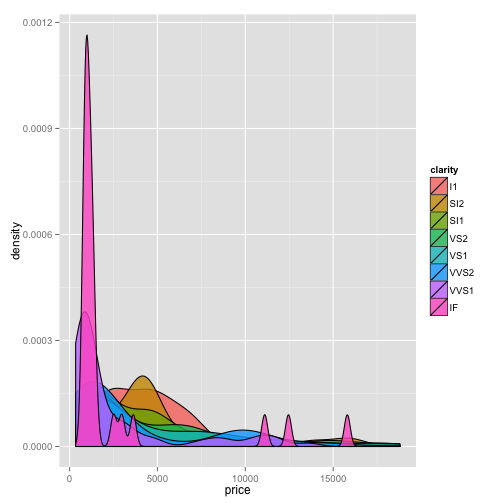 0.0012
0.0009
0.0006
0.0003
0.0000
density
0 5000 10000 15000
price
clarity
I1
SI2
SI1
VS2
VS1
VVS2
VVS1
IF